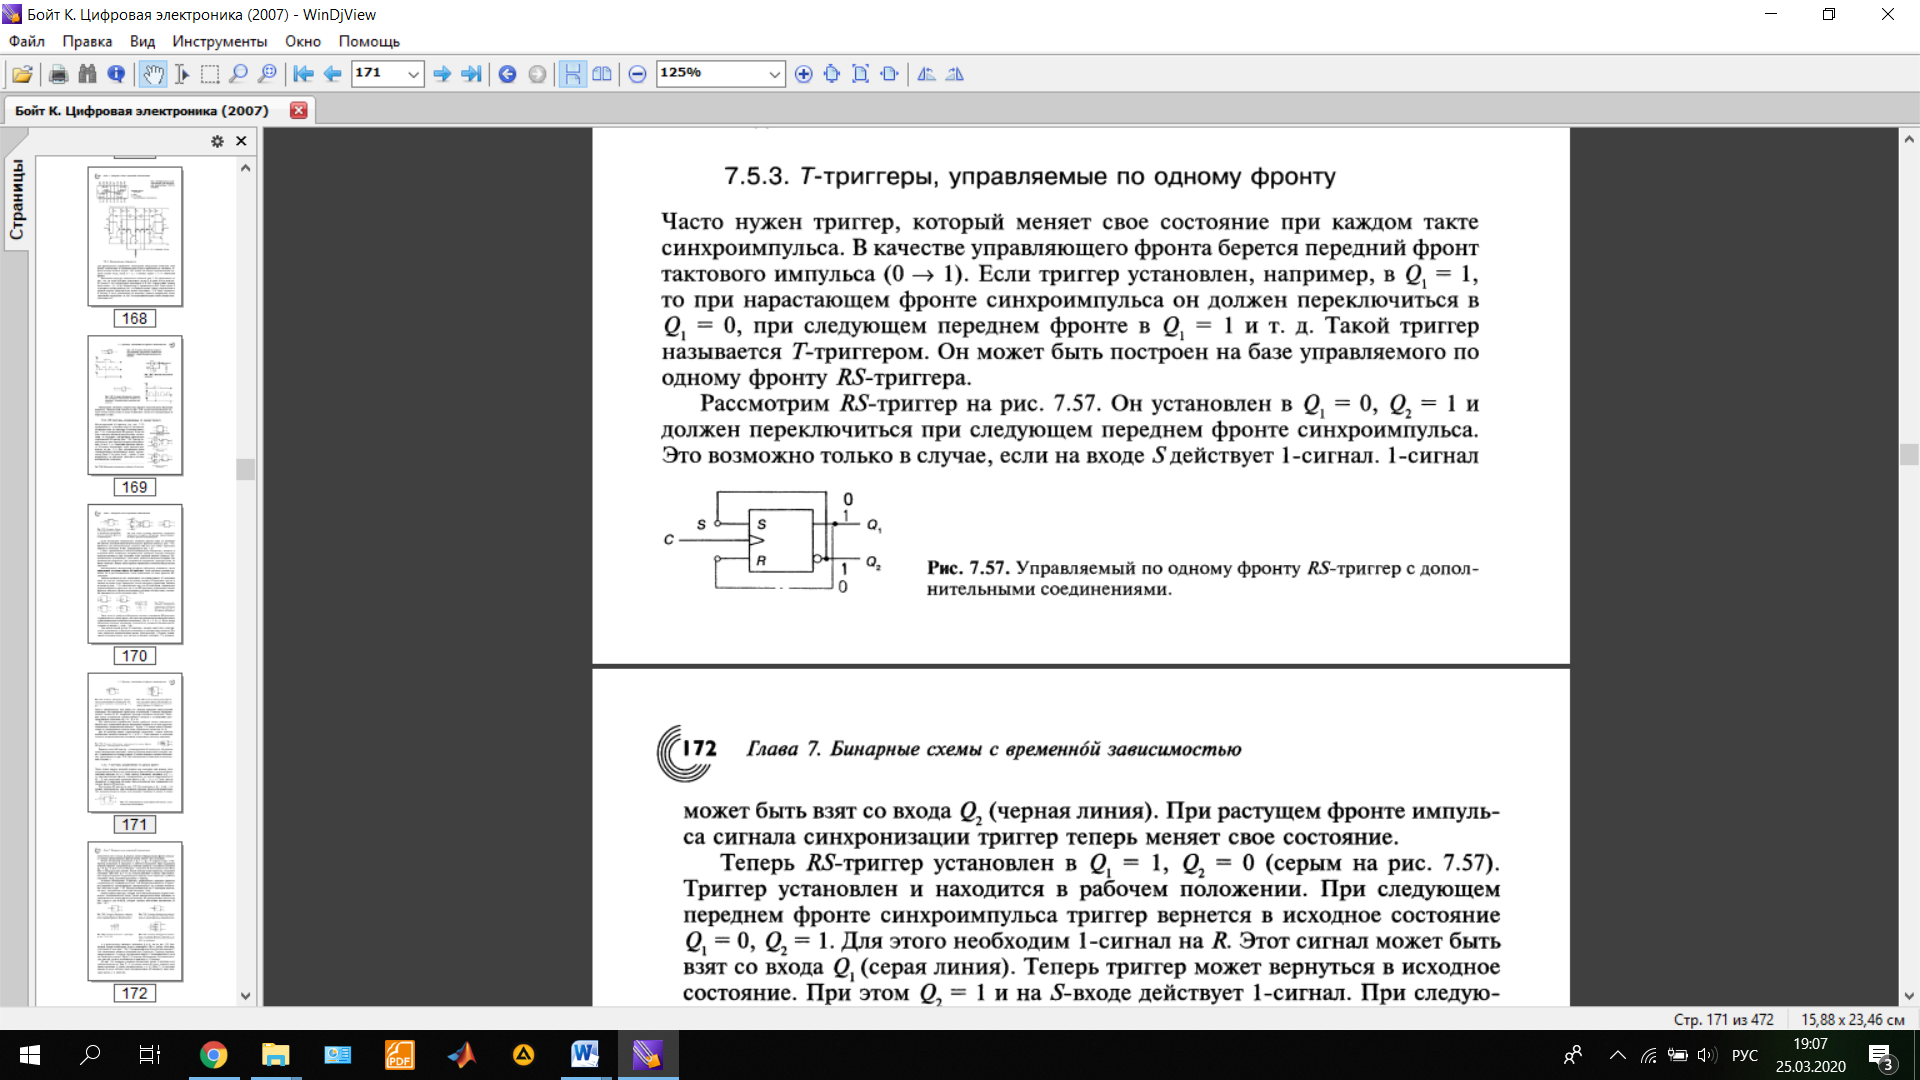 Бойт К. Цифровая электроника (2007) - WinDjView
Файл Правка Вид Инструменты Окно Помощь
171
125%
Бойт К. Цифровая электроника (2007)
Страницы
168
169
170
171
172
7.5.3. T-триггеры, управляемые по одному фронту
Часто нужен триггер, который меняет свое состояние при каждом такте
синхроимпульса. В качестве управляющего фронта берется передний фронт
тактового импульса (0 → 1). Если триггер установлен, например, в Q₁ = 1,
то при нарастающем фронте синхроимпульса он должен переключиться в
Q₁ = 0, при следующем переднем фронте в Q₁ = 1 и т. д. Такой триггер
называется T-триггером. Он может быть построен на базе управляемого по
одному фронту RS-триггера.
Рассмотрим RS-триггер на рис. 7.57. Он установлен в Q₁ = 0, Q₂ = 1 и
должен переключиться при следующем переднем фронте синхроимпульса.
Это возможно только в случае, если на входе S действует 1-сигнал. 1-сигнал
0
S S 1 Q₁
C
R 1 Q₂
0
Рис. 7.57. Управляемый по одному фронту RS-триггер с допол-
нительными соединениями.
172 Глава 7. Бинарные схемы с временно́й зависимостью
может быть взят со входа Q₂ (черная линия). При растущем фронте импуль-
са сигнала синхронизации триггер теперь меняет свое состояние.
Теперь RS-триггер установлен в Q₁ = 1, Q₂ = 0 (серым на рис. 7.57).
Триггер установлен и находится в рабочем положении. При следующем
переднем фронте синхроимпульса триггер вернется в исходное состояние
Q₁ = 0, Q₂ = 1. Для этого необходим 1-сигнал на R. Этот сигнал может быть
взят со входа Q₁ (серая линия). Теперь триггер может вернуться в исходное
состояние. При этом Q₂ = 1 и на S-входе действует 1-сигнал. При следую-
Стр. 171 из 472 15,88 x 23,46 см
PDF
РУС
19:07
25.03.2020
3